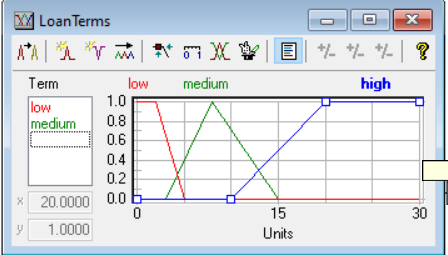 LoanTerms
Term low medium high
low
medium
1.0
0.8
0.6
0.4
0.2
0.0
x 20.0000
0 15 30
y 1.0000
Units